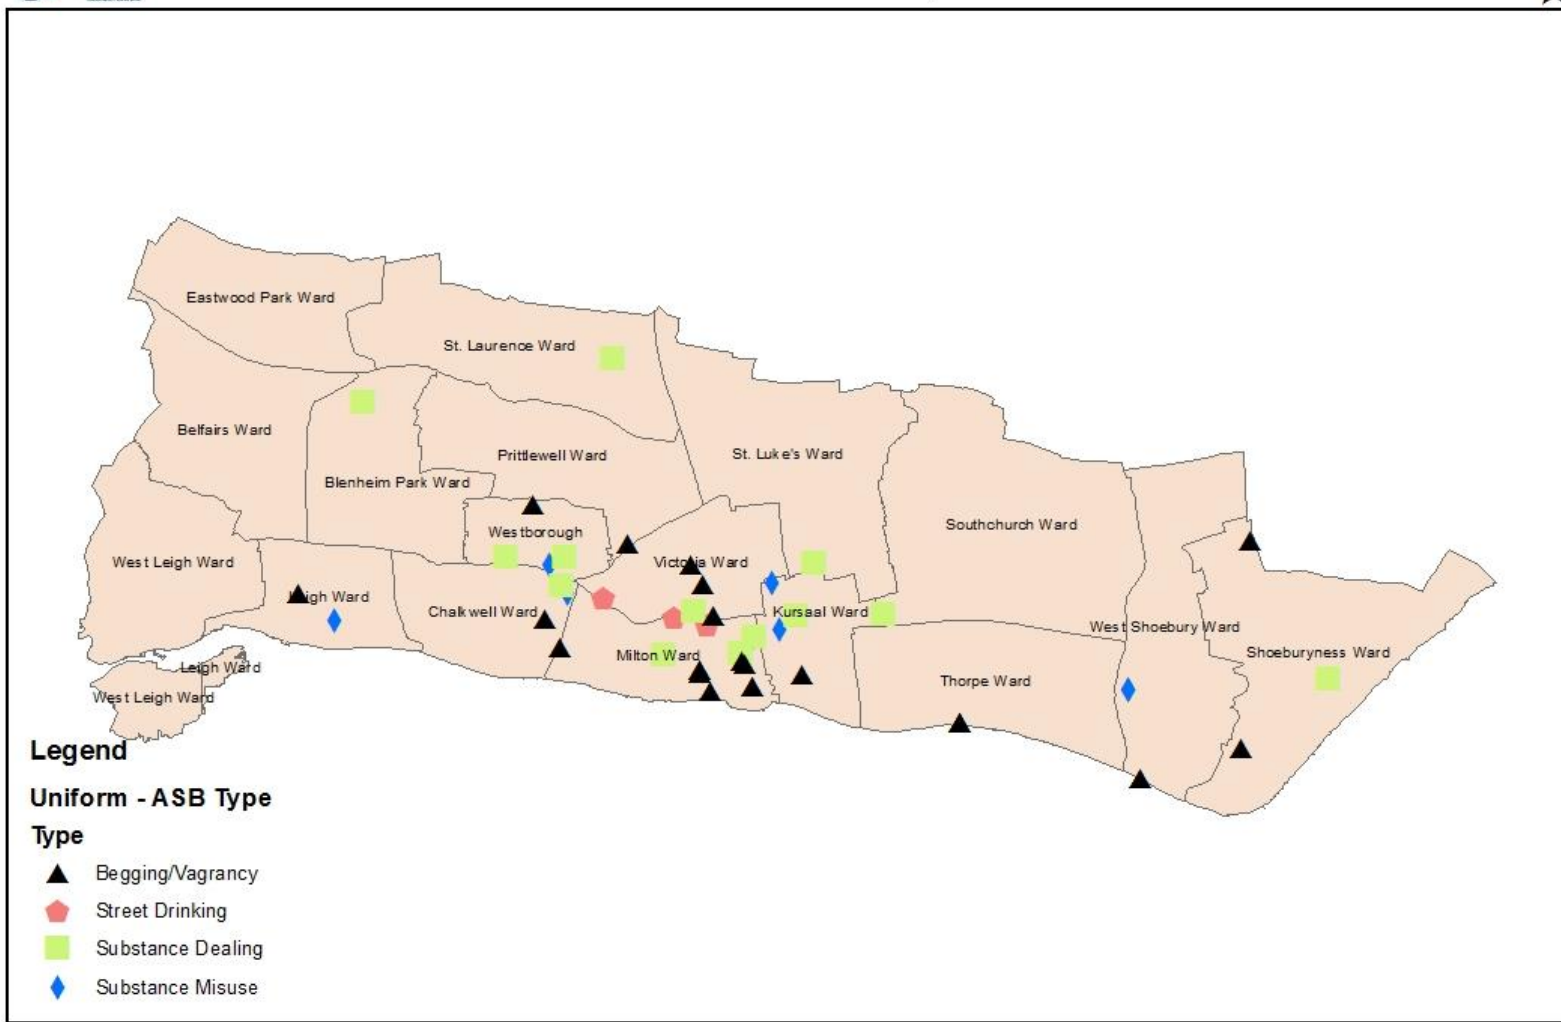 Eastwood Park Ward
St. Laurence Ward
Belfairs Ward
Prittlewell Ward
St. Luke's Ward
Blenheim Park Ward
Southchurch Ward
Westborough
West Leigh Ward
Victoria Ward
Leigh Ward
Chalkwell Ward
Kursaal Ward
West Shoebury Ward
Milton Ward
Shoeburyness Ward
Leigh Ward
Thorpe Ward
West Leigh Ward
Legend
Uniform - ASB Type
Type
Begging/Vagrancy
Street Drinking
Substance Dealing
Substance Misuse